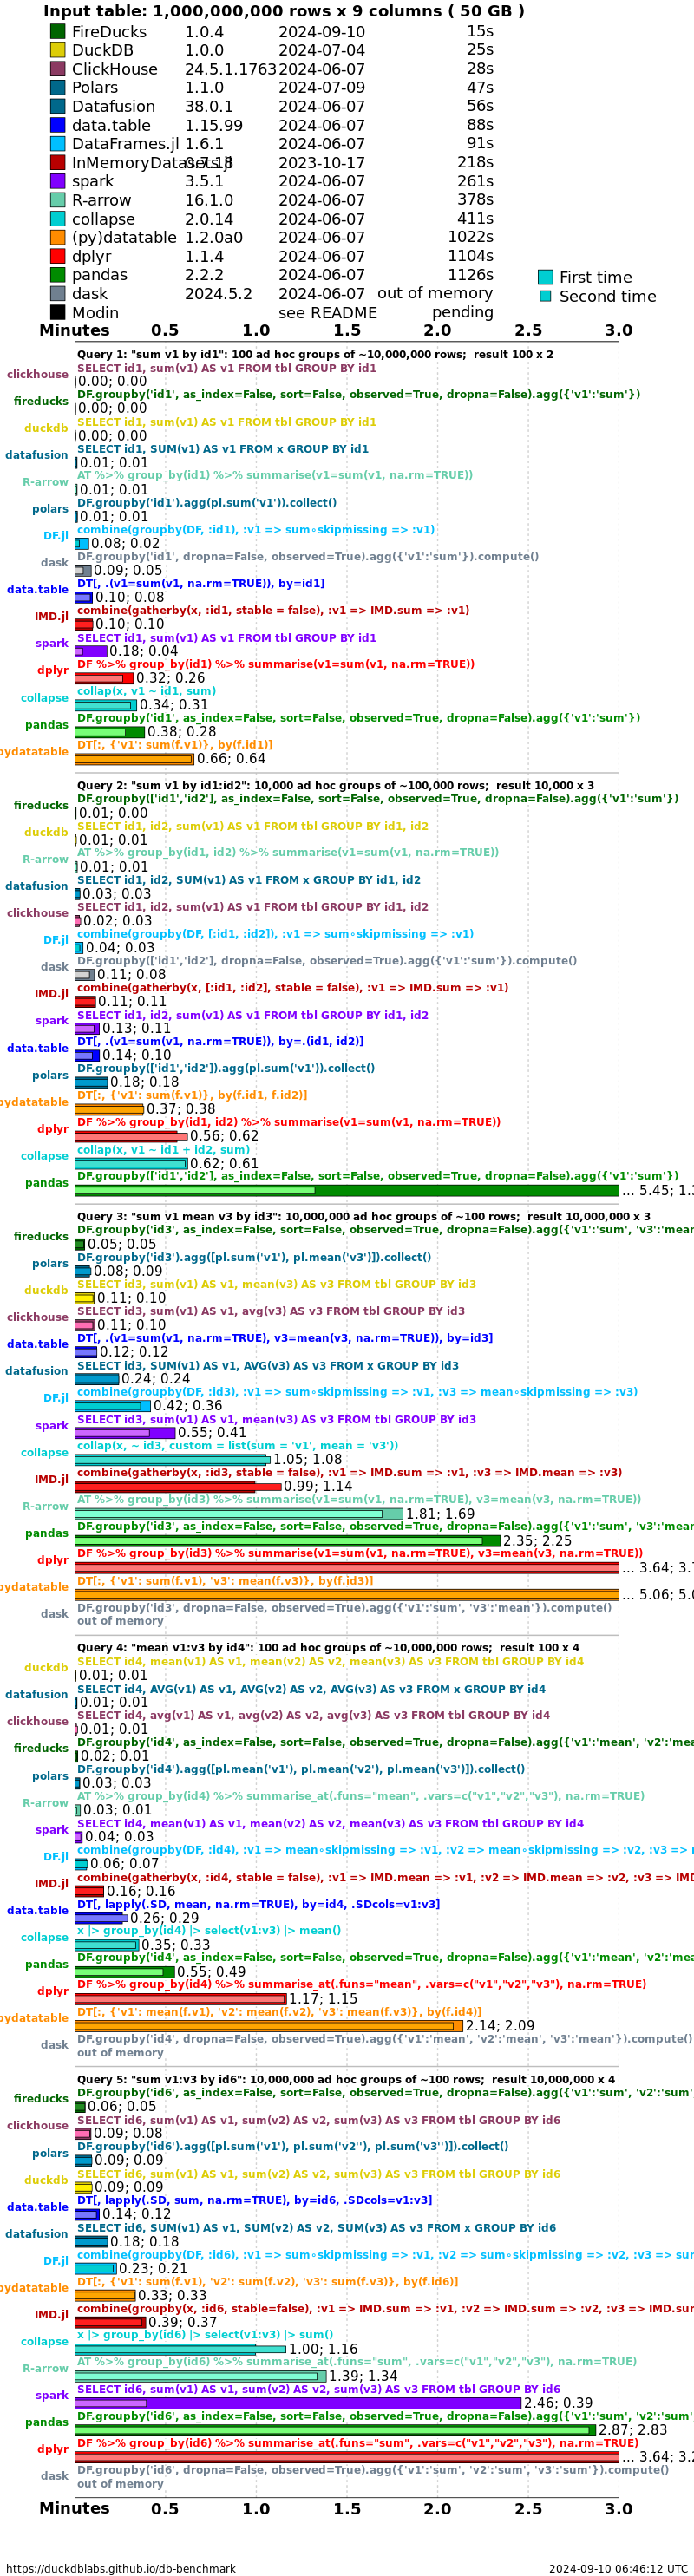 Input table: 1,000,000,000 rows x 9 columns ( 50 GB )
FireDucks 1.0.4 2024-09-10 15s
DuckDB 1.0.0 2024-07-04 25s
ClickHouse 24.5.1.1763 2024-06-07 28s
Polars 1.1.0 2024-07-09 47s
Datafusion 38.0.1 2024-06-07 56s
data.table 1.15.99 2024-06-07 88s
DataFrames.jl 1.6.1 2024-06-07 91s
InMemoryDatasets.jl 0.7.18 2023-10-17 218s
spark 3.5.1 2024-06-07 261s
R-arrow 16.1.0 2024-06-07 378s
collapse 2.0.14 2024-06-07 411s
(py)datatable 1.2.0a0 2024-06-07 1022s
dplyr 1.1.4 2024-06-07 1104s
pandas 2.2.2 2024-06-07 1126s
dask 2024.5.2 2024-06-07 out of memory
Modin see README pending
First time
Second time
Minutes 0.5 1.0 1.5 2.0 2.5 3.0
Query 1: "sum v1 by id1": 100 ad hoc groups of ~10,000,000 rows; result 100 x 2
clickhouse SELECT id1, sum(v1) AS v1 FROM tbl GROUP BY id1
0.00; 0.00
fireducks DF.groupby('id1', as_index=False, sort=False, observed=True, dropna=False).agg({'v1':'sum'})
0.00; 0.00
duckdb SELECT id1, sum(v1) AS v1 FROM tbl GROUP BY id1
0.00; 0.00
datafusion SELECT id1, SUM(v1) AS v1 FROM x GROUP BY id1
0.01; 0.01
R-arrow AT %>% group_by(id1) %>% summarise(v1=sum(v1, na.rm=TRUE))
0.01; 0.01
polars DF.groupby('id1').agg(pl.sum('v1')).collect()
0.01; 0.01
DF.jl combine(groupby(DF, :id1), :v1 => sum∘skipmissing => :v1)
0.08; 0.02
dask DF.groupby('id1', dropna=False, observed=True).agg({'v1':'sum'}).compute()
0.09; 0.05
data.table DT[, .(v1=sum(v1, na.rm=TRUE)), by=id1]
0.10; 0.08
IMD.jl combine(gatherby(x, :id1, stable = false), :v1 => IMD.sum => :v1)
0.10; 0.10
spark SELECT id1, sum(v1) AS v1 FROM tbl GROUP BY id1
0.18; 0.04
dplyr DF %>% group_by(id1) %>% summarise(v1=sum(v1, na.rm=TRUE))
0.32; 0.26
collapse collap(x, v1 ~ id1, sum)
0.34; 0.31
pandas DF.groupby('id1', as_index=False, sort=False, observed=True, dropna=False).agg({'v1':'sum'})
0.38; 0.28
pydatatable DT[:, {'v1': sum(f.v1)}, by(f.id1)]
0.66; 0.64
Query 2: "sum v1 by id1:id2": 10,000 ad hoc groups of ~100,000 rows; result 10,000 x 3
fireducks DF.groupby(['id1','id2'], as_index=False, sort=False, observed=True, dropna=False).agg({'v1':'sum'})
0.01; 0.00
duckdb SELECT id1, id2, sum(v1) AS v1 FROM tbl GROUP BY id1, id2
0.01; 0.01
R-arrow AT %>% group_by(id1, id2) %>% summarise(v1=sum(v1, na.rm=TRUE))
0.01; 0.01
datafusion SELECT id1, id2, SUM(v1) AS v1 FROM x GROUP BY id1, id2
0.03; 0.03
clickhouse SELECT id1, id2, sum(v1) AS v1 FROM tbl GROUP BY id1, id2
0.02; 0.03
DF.jl combine(groupby(DF, [:id1, :id2]), :v1 => sum∘skipmissing => :v1)
0.04; 0.03
dask DF.groupby(['id1','id2'], dropna=False, observed=True).agg({'v1':'sum'}).compute()
0.11; 0.08
IMD.jl combine(gatherby(x, [:id1, :id2], stable = false), :v1 => IMD.sum => :v1)
0.11; 0.11
spark SELECT id1, id2, sum(v1) AS v1 FROM tbl GROUP BY id1, id2
0.13; 0.11
data.table DT[, .(v1=sum(v1, na.rm=TRUE)), by=.(id1, id2)]
0.14; 0.10
polars DF.groupby(['id1','id2']).agg(pl.sum('v1')).collect()
0.18; 0.18
pydatatable DT[:, {'v1': sum(f.v1)}, by(f.id1, f.id2)]
0.37; 0.38
dplyr DF %>% group_by(id1, id2) %>% summarise(v1=sum(v1, na.rm=TRUE))
0.56; 0.62
collapse collap(x, v1 ~ id1 + id2, sum)
0.62; 0.61
pandas DF.groupby(['id1','id2'], as_index=False, sort=False, observed=True, dropna=False).agg({'v1':'sum'})
... 5.45; 1.3
Query 3: "sum v1 mean v3 by id3": 10,000,000 ad hoc groups of ~100 rows; result 10,000,000 x 3
fireducks DF.groupby('id3', as_index=False, sort=False, observed=True, dropna=False).agg({'v1':'sum', 'v3':'mean
0.05; 0.05
polars DF.groupby('id3').agg([pl.sum('v1'), pl.mean('v3')]).collect()
0.08; 0.09
duckdb SELECT id3, sum(v1) AS v1, mean(v3) AS v3 FROM tbl GROUP BY id3
0.11; 0.10
clickhouse SELECT id3, sum(v1) AS v1, avg(v3) AS v3 FROM tbl GROUP BY id3
0.11; 0.10
data.table DT[, .(v1=sum(v1, na.rm=TRUE), v3=mean(v3, na.rm=TRUE)), by=id3]
0.12; 0.12
datafusion SELECT id3, SUM(v1) AS v1, AVG(v3) AS v3 FROM x GROUP BY id3
0.24; 0.24
DF.jl combine(groupby(DF, :id3), :v1 => sum∘skipmissing => :v1, :v3 => mean∘skipmissing => :v3)
0.42; 0.36
spark SELECT id3, sum(v1) AS v1, mean(v3) AS v3 FROM tbl GROUP BY id3
0.55; 0.41
collapse collap(x, ~ id3, custom = list(sum = 'v1', mean = 'v3'))
1.05; 1.08
IMD.jl combine(gatherby(x, :id3, stable = false), :v1 => IMD.sum => :v1, :v3 => IMD.mean => :v3)
0.99; 1.14
R-arrow AT %>% group_by(id3) %>% summarise(v1=sum(v1, na.rm=TRUE), v3=mean(v3, na.rm=TRUE))
1.81; 1.69
pandas DF.groupby('id3', as_index=False, sort=False, observed=True, dropna=False).agg({'v1':'sum', 'v3':'mean
2.35; 2.25
dplyr DF %>% group_by(id3) %>% summarise(v1=sum(v1, na.rm=TRUE), v3=mean(v3, na.rm=TRUE))
... 3.64; 3.7
pydatatable DT[:, {'v1': sum(f.v1), 'v3': mean(f.v3)}, by(f.id3)]
... 5.06; 5.0
dask DF.groupby('id3', dropna=False, observed=True).agg({'v1':'sum', 'v3':'mean'}).compute()
out of memory
Query 4: "mean v1:v3 by id4": 100 ad hoc groups of ~10,000,000 rows; result 100 x 4
duckdb SELECT id4, mean(v1) AS v1, mean(v2) AS v2, mean(v3) AS v3 FROM tbl GROUP BY id4
0.01; 0.01
datafusion SELECT id4, AVG(v1) AS v1, AVG(v2) AS v2, AVG(v3) AS v3 FROM x GROUP BY id4
0.01; 0.01
clickhouse SELECT id4, avg(v1) AS v1, avg(v2) AS v2, avg(v3) AS v3 FROM tbl GROUP BY id4
0.01; 0.01
fireducks DF.groupby('id4', as_index=False, sort=False, observed=True, dropna=False).agg({'v1':'mean', 'v2':'mea
0.02; 0.01
polars DF.groupby('id4').agg([pl.mean('v1'), pl.mean('v2'), pl.mean('v3')]).collect()
0.03; 0.03
R-arrow AT %>% group_by(id4) %>% summarise_at(.funs="mean", .vars=c("v1","v2","v3"), na.rm=TRUE)
0.03; 0.01
spark SELECT id4, mean(v1) AS v1, mean(v2) AS v2, mean(v3) AS v3 FROM tbl GROUP BY id4
0.04; 0.03
DF.jl combine(groupby(DF, :id4), :v1 => mean∘skipmissing => :v1, :v2 => mean∘skipmissing => :v2, :v3 => m
0.06; 0.07
IMD.jl combine(gatherby(x, :id4, stable = false), :v1 => IMD.mean => :v1, :v2 => IMD.mean => :v2, :v3 => IMD
0.16; 0.16
data.table DT[, lapply(.SD, mean, na.rm=TRUE), by=id4, .SDcols=v1:v3]
0.26; 0.29
collapse x |> group_by(id4) |> select(v1:v3) |> mean()
0.35; 0.33
pandas DF.groupby('id4', as_index=False, sort=False, observed=True, dropna=False).agg({'v1':'mean', 'v2':'mea
0.55; 0.49
dplyr DF %>% group_by(id4) %>% summarise_at(.funs="mean", .vars=c("v1","v2","v3"), na.rm=TRUE)
1.17; 1.15
pydatatable DT[:, {'v1': mean(f.v1), 'v2': mean(f.v2), 'v3': mean(f.v3)}, by(f.id4)]
2.14; 2.09
dask DF.groupby('id4', dropna=False, observed=True).agg({'v1':'mean', 'v2':'mean', 'v3':'mean'}).compute()
out of memory
Query 5: "sum v1:v3 by id6": 10,000,000 ad hoc groups of ~100 rows; result 10,000,000 x 4
fireducks DF.groupby('id6', as_index=False, sort=False, observed=True, dropna=False).agg({'v1':'sum', 'v2':'sum'
0.06; 0.05
clickhouse SELECT id6, sum(v1) AS v1, sum(v2) AS v2, sum(v3) AS v3 FROM tbl GROUP BY id6
0.09; 0.08
polars DF.groupby('id6').agg([pl.sum('v1'), pl.sum('v2''), pl.sum('v3'')]).collect()
0.09; 0.09
duckdb SELECT id6, sum(v1) AS v1, sum(v2) AS v2, sum(v3) AS v3 FROM tbl GROUP BY id6
0.09; 0.09
data.table DT[, lapply(.SD, sum, na.rm=TRUE), by=id6, .SDcols=v1:v3]
0.14; 0.12
datafusion SELECT id6, SUM(v1) AS v1, SUM(v2) AS v2, SUM(v3) AS v3 FROM x GROUP BY id6
0.18; 0.18
DF.jl combine(groupby(DF, :id6), :v1 => sum∘skipmissing => :v1, :v2 => sum∘skipmissing => :v2, :v3 => sum
0.23; 0.21
pydatatable DT[:, {'v1': sum(f.v1), 'v2': sum(f.v2), 'v3': sum(f.v3)}, by(f.id6)]
0.33; 0.33
IMD.jl combine(groupby(x, :id6, stable=false), :v1 => IMD.sum => :v1, :v2 => IMD.sum => :v2, :v3 => IMD.sum
0.39; 0.37
collapse x |> group_by(id6) |> select(v1:v3) |> sum()
1.00; 1.16
R-arrow AT %>% group_by(id6) %>% summarise_at(.funs="sum", .vars=c("v1","v2","v3"), na.rm=TRUE)
1.39; 1.34
spark SELECT id6, sum(v1) AS v1, sum(v2) AS v2, sum(v3) AS v3 FROM tbl GROUP BY id6
2.46; 0.39
pandas DF.groupby('id6', as_index=False, sort=False, observed=True, dropna=False).agg({'v1':'sum', 'v2':'sum'
2.87; 2.83
dplyr DF %>% group_by(id6) %>% summarise_at(.funs="sum", .vars=c("v1","v2","v3"), na.rm=TRUE)
... 3.64; 3.2
dask DF.groupby('id6', dropna=False, observed=True).agg({'v1':'sum', 'v2':'sum', 'v3':'sum'}).compute()
out of memory
Minutes 0.5 1.0 1.5 2.0 2.5 3.0
https://duckdblabs.github.io/db-benchmark 2024-09-10 06:46:12 UTC